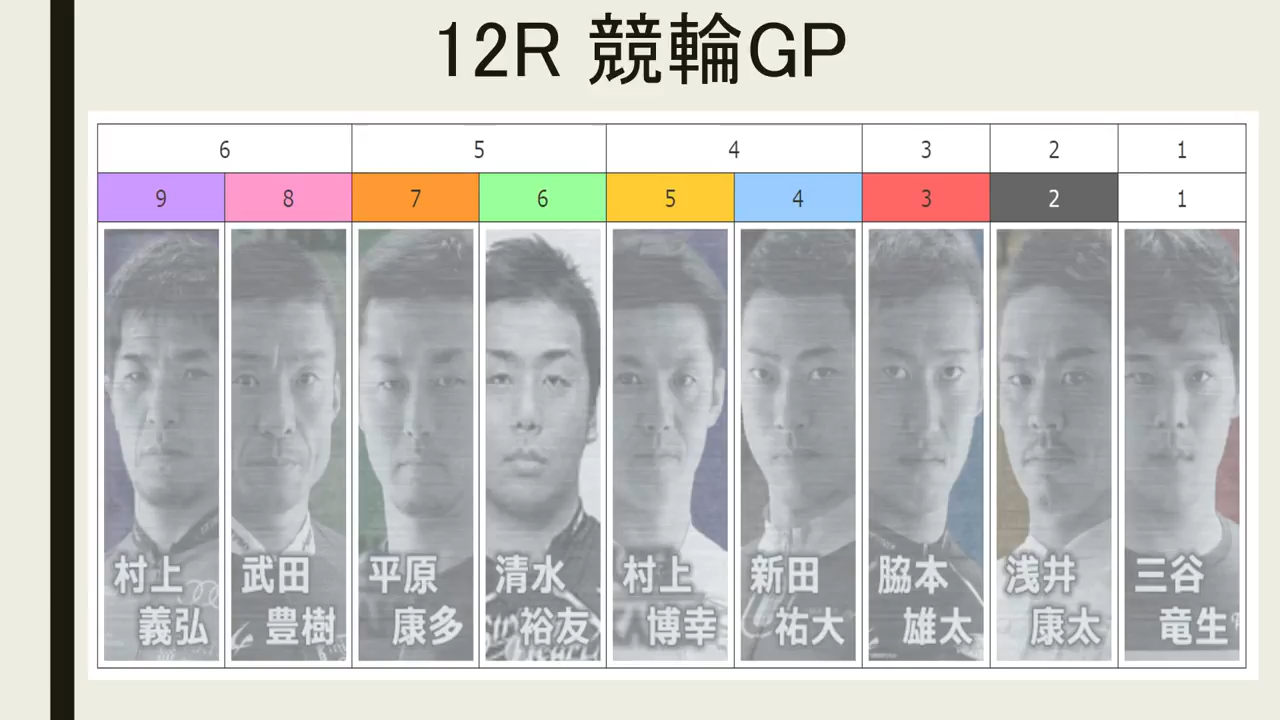 12R 競輪GP
6 5 4 3 2 1
9 8 7 6 5 4 3 2 1
村上 義弘
武田 豊樹
平原 康多
清水 裕友
村上 博幸
新田 祐大
脇本 雄太
浅井 康太
三谷 竜生